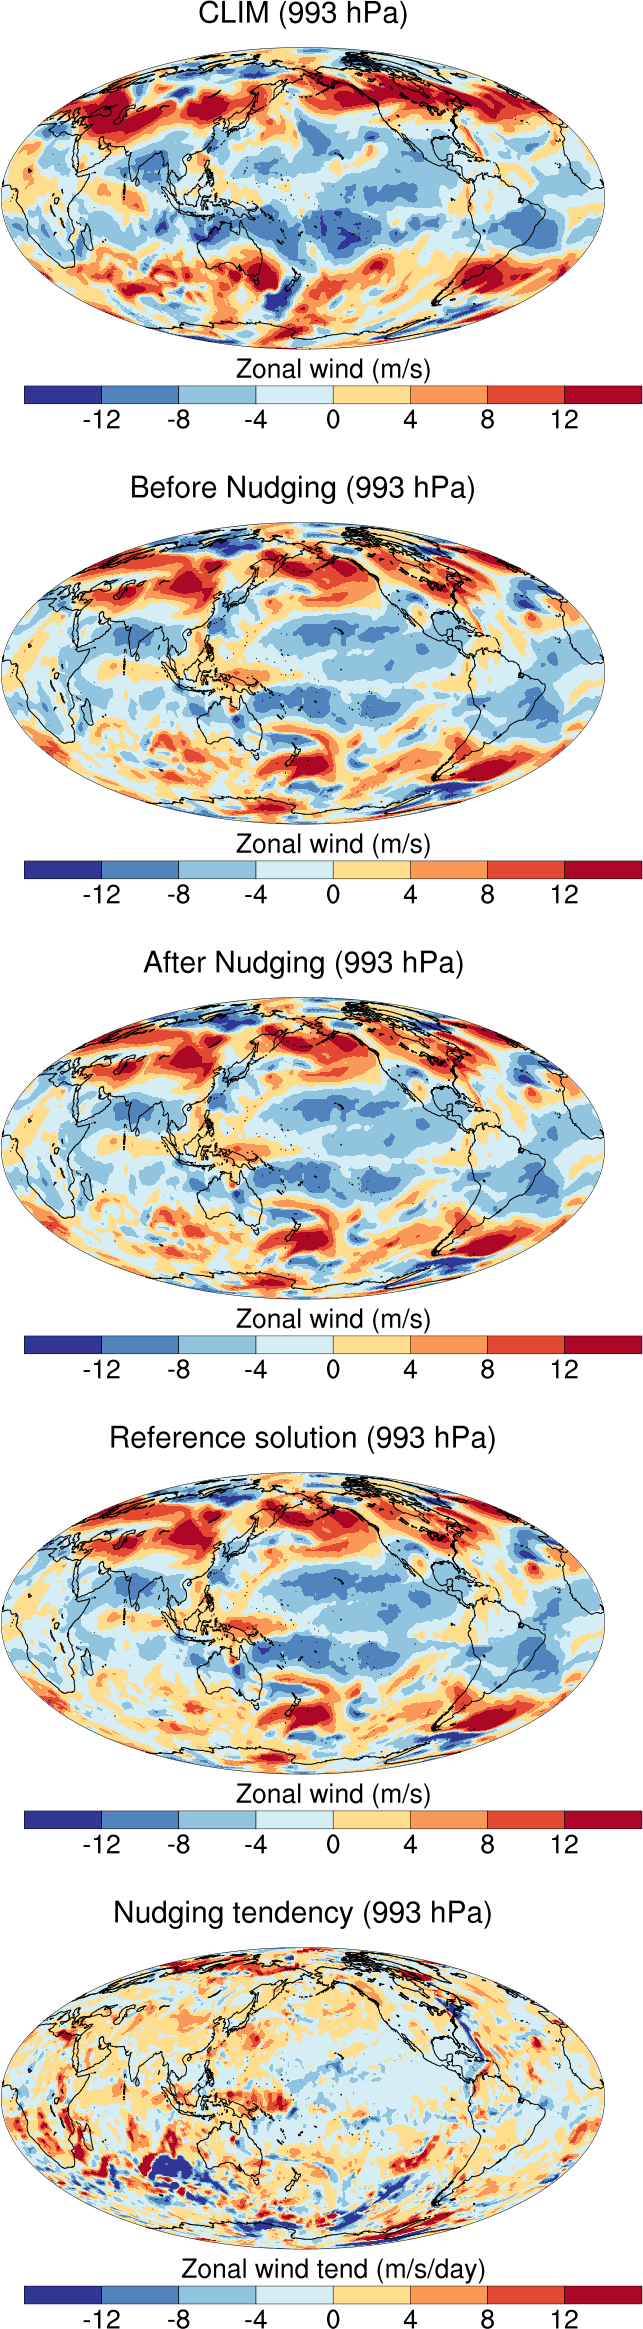 CLIM (993 hPa)
Zonal wind (m/s)
-12 -8 -4 0 4 8 12
Before Nudging (993 hPa)
Zonal wind (m/s)
-12 -8 -4 0 4 8 12
After Nudging (993 hPa)
Zonal wind (m/s)
-12 -8 -4 0 4 8 12
Reference solution (993 hPa)
Zonal wind (m/s)
-12 -8 -4 0 4 8 12
Nudging tendency (993 hPa)
Zonal wind tend (m/s/day)
-12 -8 -4 0 4 8 12